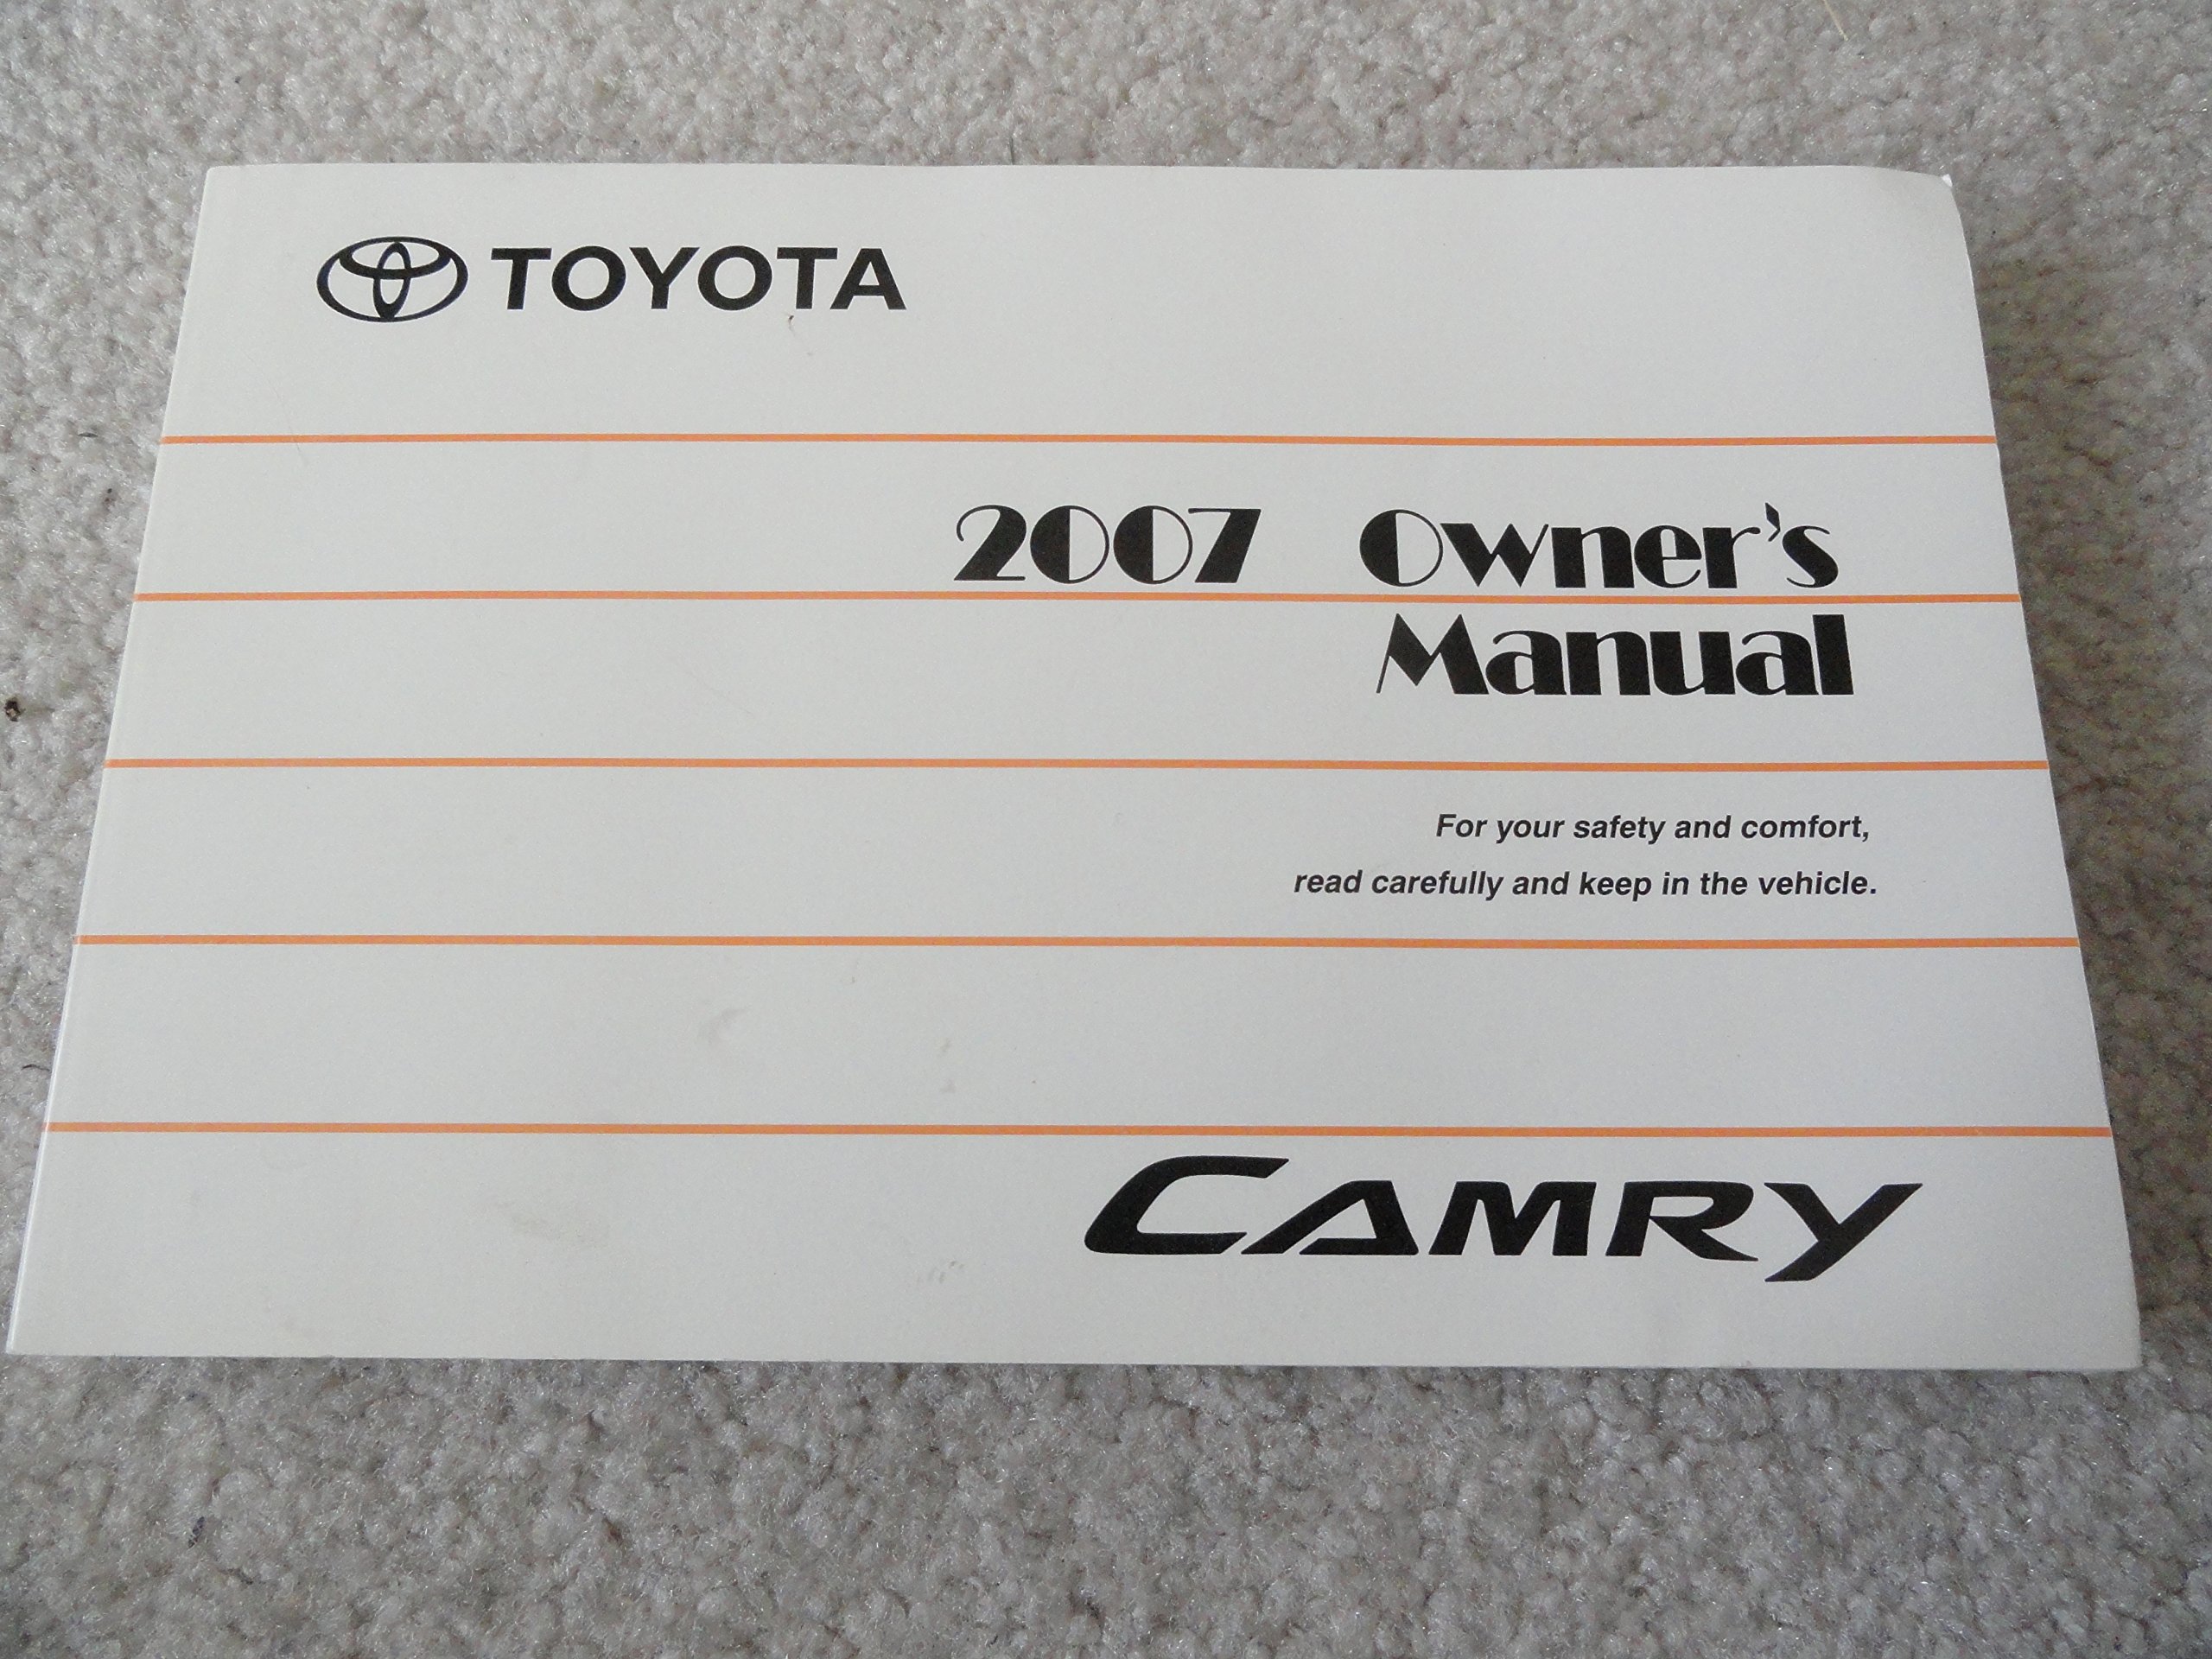 TOYOTA
2007 Owner's
Manual
For your safety and comfort,
read carefully and keep in the vehicle.
CAMRY